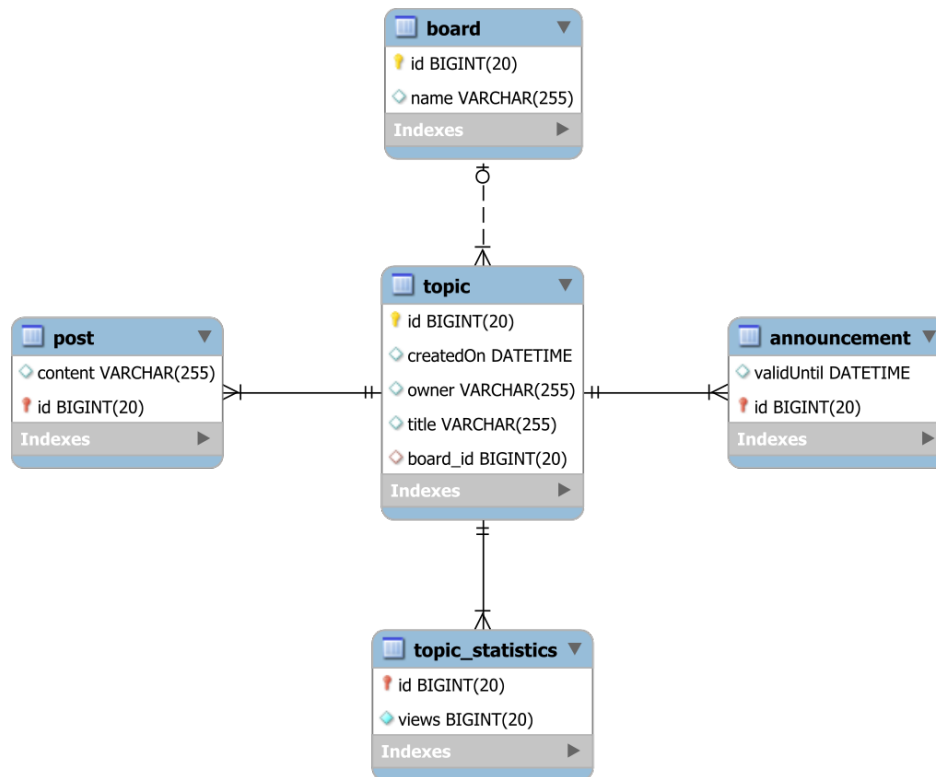 board
id BIGINT(20)
name VARCHAR(255)
Indexes
topic
id BIGINT(20)
createdOn DATETIME
owner VARCHAR(255)
title VARCHAR(255)
board_id BIGINT(20)
Indexes
post
content VARCHAR(255)
id BIGINT(20)
Indexes
announcement
validUntil DATETIME
id BIGINT(20)
Indexes
topic_statistics
id BIGINT(20)
views BIGINT(20)
Indexes